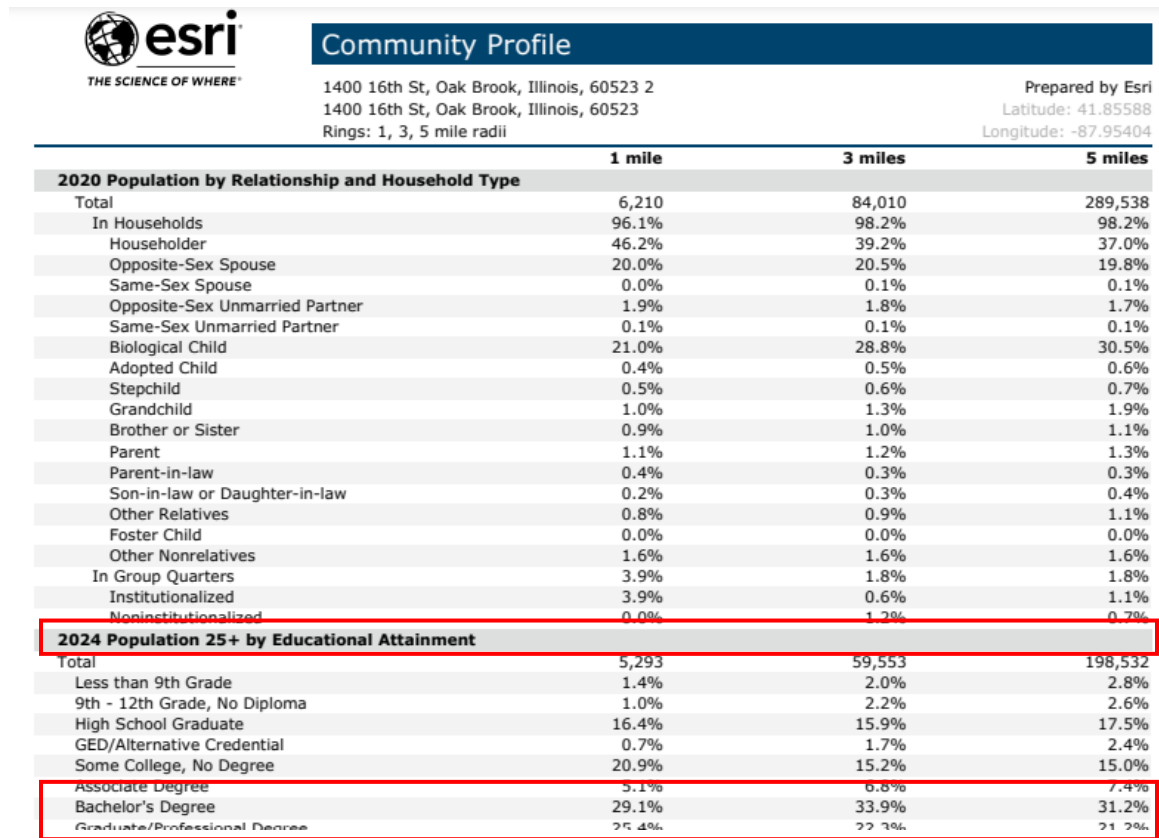 esri
THE SCIENCE OF WHERE®
Community Profile
1400 16th St, Oak Brook, Illinois, 60523 2 Prepared by Esri
1400 16th St, Oak Brook, Illinois, 60523 Latitude: 41.85588
Rings: 1, 3, 5 mile radii Longitude: -87.95404
1 mile 3 miles 5 miles
2020 Population by Relationship and Household Type
Total 6,210 84,010 289,538
In Households 96.1% 98.2% 98.2%
Householder 46.2% 39.2% 37.0%
Opposite-Sex Spouse 20.0% 20.5% 19.8%
Same-Sex Spouse 0.0% 0.1% 0.1%
Opposite-Sex Unmarried Partner 1.9% 1.8% 1.7%
Same-Sex Unmarried Partner 0.1% 0.1% 0.1%
Biological Child 21.0% 28.8% 30.5%
Adopted Child 0.4% 0.5% 0.6%
Stepchild 0.5% 0.6% 0.7%
Grandchild 1.0% 1.3% 1.9%
Brother or Sister 0.9% 1.0% 1.1%
Parent 1.1% 1.2% 1.3%
Parent-in-law 0.4% 0.3% 0.3%
Son-in-law or Daughter-in-law 0.2% 0.3% 0.4%
Other Relatives 0.8% 0.9% 1.1%
Foster Child 0.0% 0.0% 0.0%
Other Nonrelatives 1.6% 1.6% 1.6%
In Group Quarters 3.9% 1.8% 1.8%
Institutionalized 3.9% 0.6% 1.1%
Noninstitutionalized 0.0% 1.2% 0.7%
2024 Population 25+ by Educational Attainment
Total 5,293 59,553 198,532
Less than 9th Grade 1.4% 2.0% 2.8%
9th - 12th Grade, No Diploma 1.0% 2.2% 2.6%
High School Graduate 16.4% 15.9% 17.5%
GED/Alternative Credential 0.7% 1.7% 2.4%
Some College, No Degree 20.9% 15.2% 15.0%
Associate Degree 5.1% 6.8% 7.4%
Bachelor's Degree 29.1% 33.9% 31.2%
Graduate/Professional Degree 25.4% 22.3% 21.2%